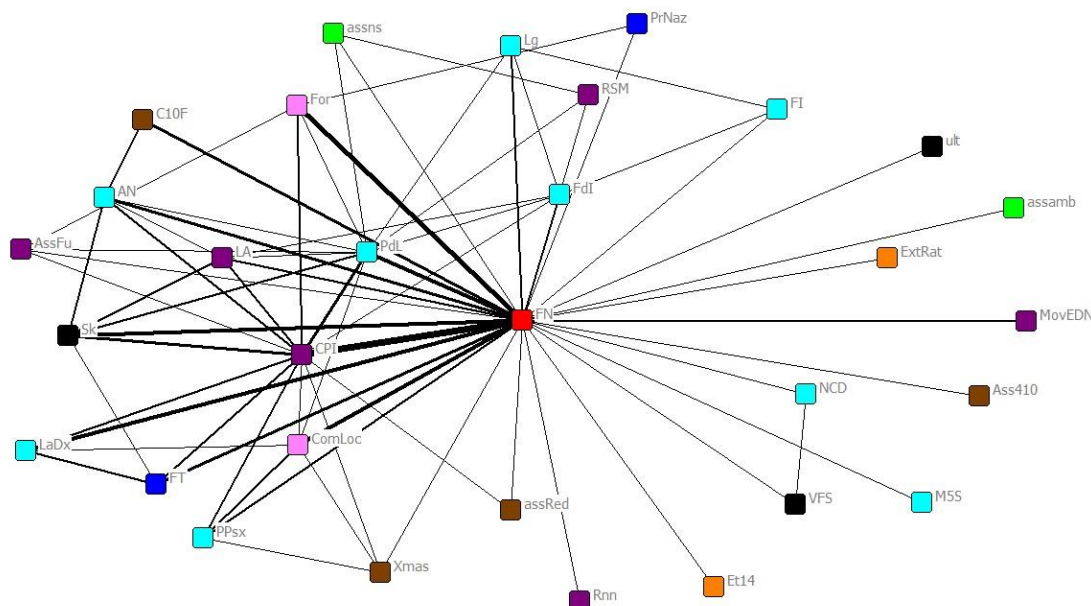 PrNaz
assns
Lg
RSM
For
FI
C10F
ult
FdI
AN
assamb
AssFu
LA
PdL
ExtRat
FN
MovEDN
Sk
CPI
NCD
Ass410
ComLoc
LaDx
FT
assRed
VFS
M5S
PPsx
Xmas
Et14
Rnn